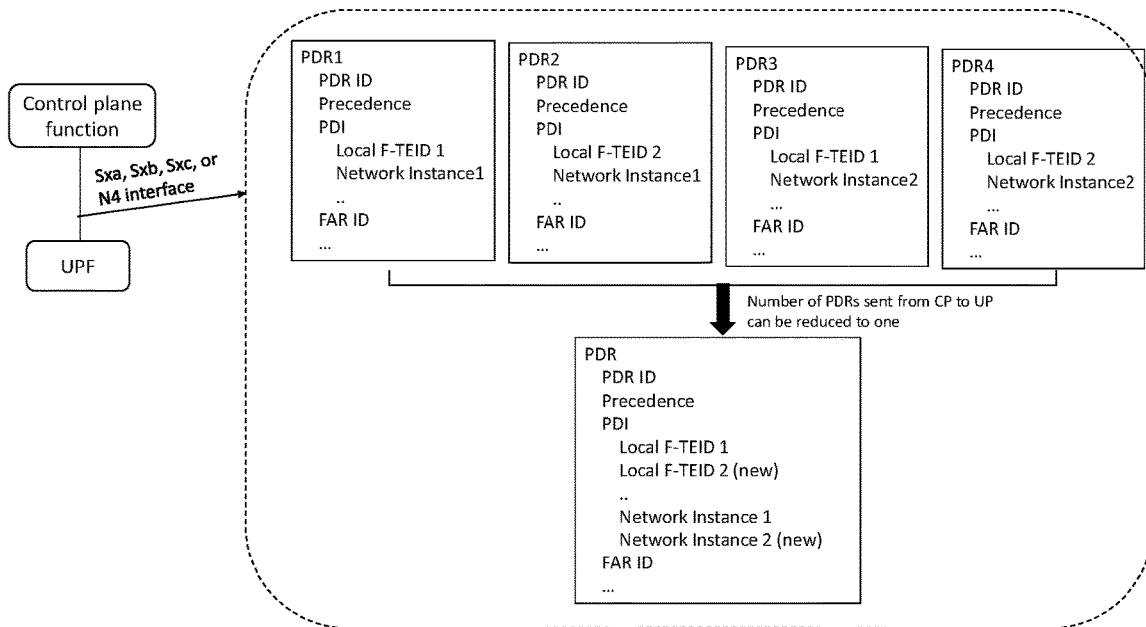 Control plane
function
Sxa, Sxb, Sxc, or
N4 interface
UPF
PDR1
PDR ID
Precedence
PDI
Local F-TEID 1
Network Instance1
..
FAR ID
...
PDR2
PDR ID
Precedence
PDI
Local F-TEID 2
Network Instance1
..
FAR ID
...
PDR3
PDR ID
Precedence
PDI
Local F-TEID 1
Network Instance2
...
FAR ID
...
PDR4
PDR ID
Precedence
PDI
Local F-TEID 2
Network Instance2
...
FAR ID
...
Number of PDRs sent from CP to UP
can be reduced to one
PDR
PDR ID
Precedence
PDI
Local F-TEID 1
Local F-TEID 2 (new)
..
Network Instance 1
Network Instance 2 (new)
FAR ID
...